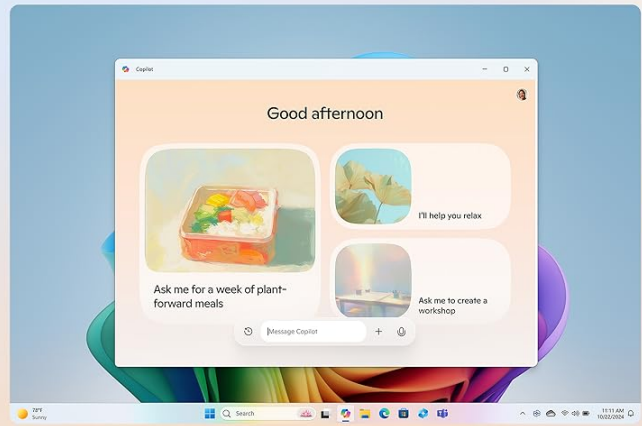 Copilot
Good afternoon
Ask me for a week of plant-
forward meals
I'll help you relax
Ask me to create a
workshop
Message Copilot
78°F
Sunny
Search
11:11 AM
10/22/2024